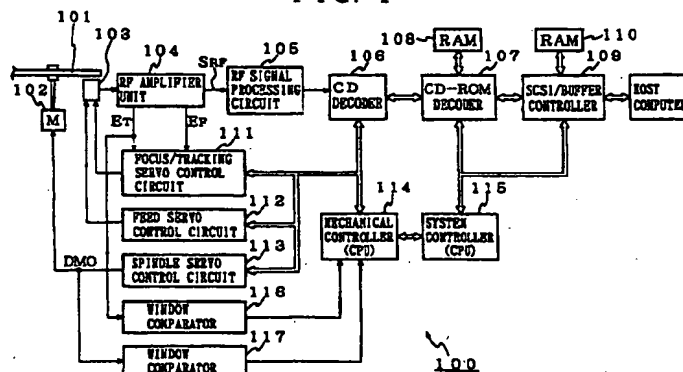 101
103
104
105
106
108
RAM
107
110
RAM
109
102
M
RF AMPLIFIER
UNIT
SRF
RF SIGNAL
PROCESSING
CIRCUIT
CD
DECODER
CD-ROM
DECODER
SCSI/BUFFER
CONTROLLER
HOST
COMPUTER
ET
EF
111
FOCUS/TRACKING
SERVO CONTROL
CIRCUIT
112
FEED SERVO
CONTROL CIRCUIT
113
DMO
SPINDLE SERVO
CONTROL CIRCUIT
114
MECHANICAL
CONTROLLER
(CPU)
115
SYSTEM
CONTROLLER
(CPU)
116
WINDOW
COMPARATOR
117
WINDOW
COMPARATOR
100